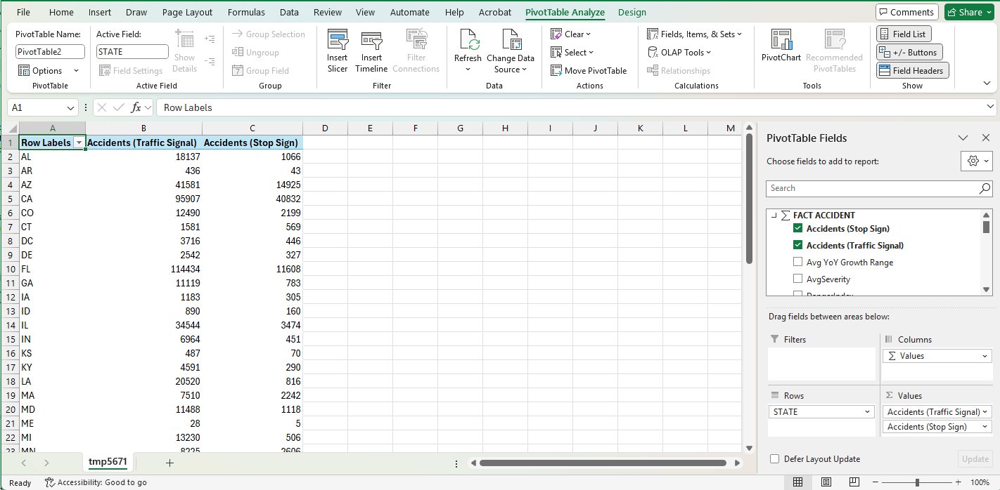 File Home Insert Draw Page Layout Formulas Data Review View Automate Help Acrobat PivotTable Analyze Design Comments Share
PivotTable Name:
PivotTable2
Options
PivotTable
Active Field:
STATE
Field Settings
Show Details
Active Field
Group Selection
Ungroup
7 Group Field
Group
Insert Slicer
Insert Timeline
Filter Connections
Filter
Refresh
Change Data Source
Data
Clear
Select
Move PivotTable
Actions
Fields, Items, & Sets
OLAP Tools
Relationships
Calculations
PivotChart
Recommended PivotTables
Tools
Field List
+/- Buttons
Field Headers
Show
A1 fx Row Labels
A B C D E F G H I J K L M
1 Row Labels Accidents (Traffic Signal) Accidents (Stop Sign)
2 AL 18137 1066
3 AR 436 43
4 AZ 41581 14925
5 CA 95907 40832
6 CO 12490 2199
7 CT 1581 569
8 DC 3716 446
9 DE 2542 327
10 FL 114434 11608
11 GA 11119 783
12 IA 1183 305
13 ID 890 160
14 IL 34544 3474
15 IN 6964 451
16 KS 487 70
17 KY 4591 290
18 LA 20520 816
19 MA 7510 2242
20 MD 11488 1118
21 ME 28 5
22 MI 13230 506
23 MN 8225 2606
tmp5671
PivotTable Fields
Choose fields to add to report:
Search
Σ FACT ACCIDENT
Accidents (Stop Sign)
Accidents (Traffic Signal)
Avg YoY Growth Range
AvgSeverity
DangerIndex
Drag fields between areas below:
Filters
Columns
Σ Values
Rows
STATE
Σ Values
Accidents (Traffic Signal)
Accidents (Stop Sign)
Defer Layout Update
Update
Ready Accessibility: Good to go 100%